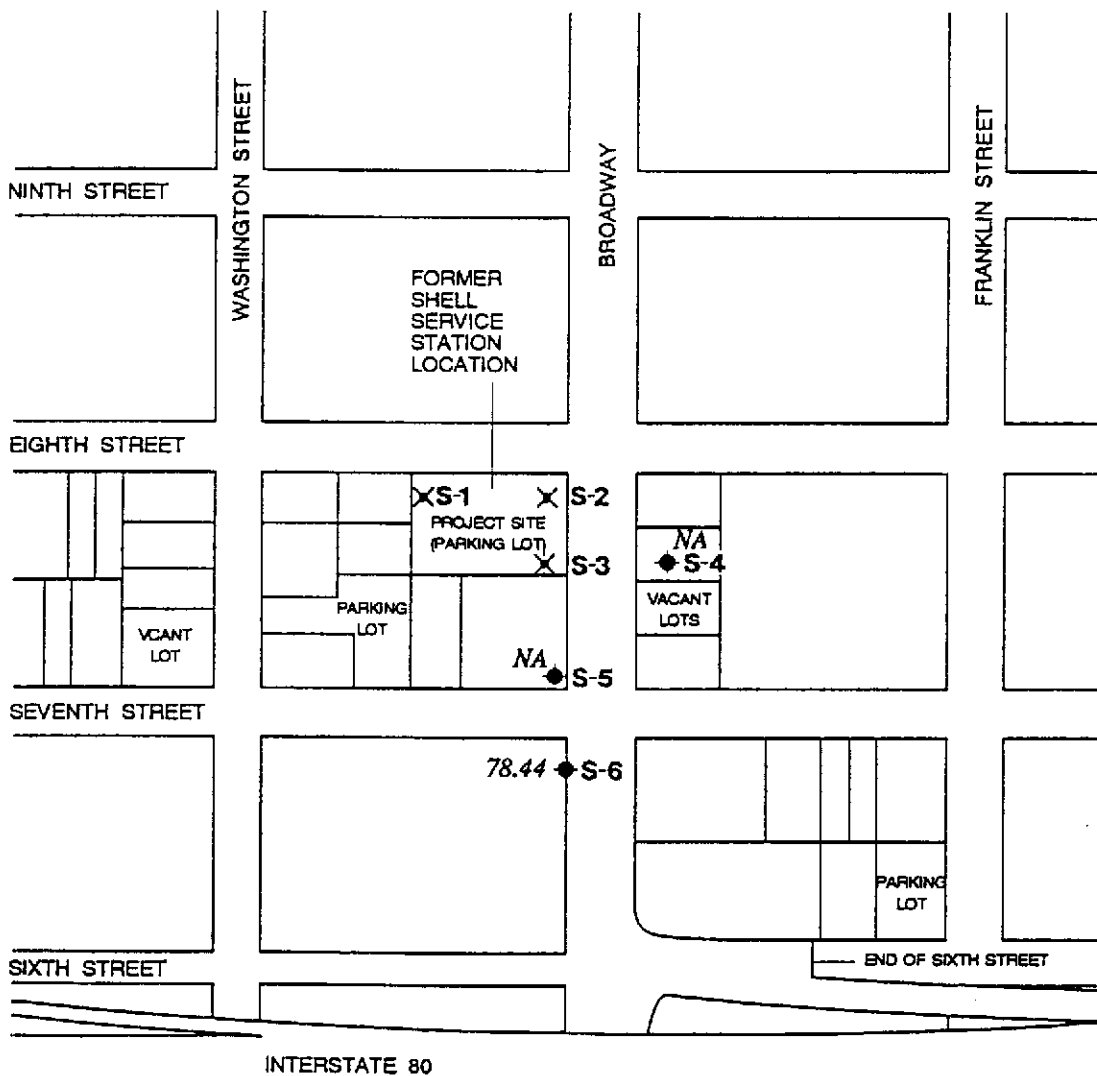 WASHINGTON STREET
BROADWAY
FRANKLIN STREET
NINTH STREET
FORMER
SHELL
SERVICE
STATION
LOCATION
EIGHTH STREET
S-1
S-2
PROJECT SITE
(PARKING LOT)
S-3
NA
S-4
VACANT
LOTS
PARKING
LOT
VCANT
LOT
NA
S-5
SEVENTH STREET
78.44
S-6
PARKING
LOT
SIXTH STREET
END OF SIXTH STREET
INTERSTATE 80